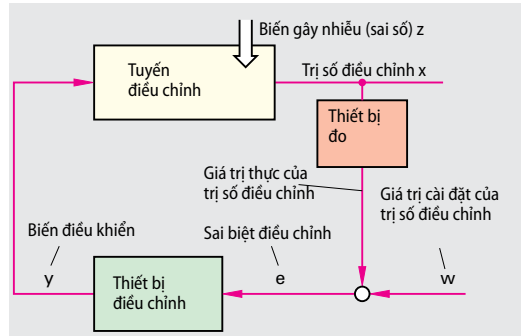 Biến gây nhiễu (sai số) z
Tuyến
điều chỉnh
Trị số điều chỉnh x
Thiết bị
đo
Giá trị thực của
trị số điều chỉnh
Giá trị cài đặt của
trị số điều chỉnh
Biến điều khiển
Sai biệt điều chỉnh
y
Thiết bị
điều chỉnh
e
w